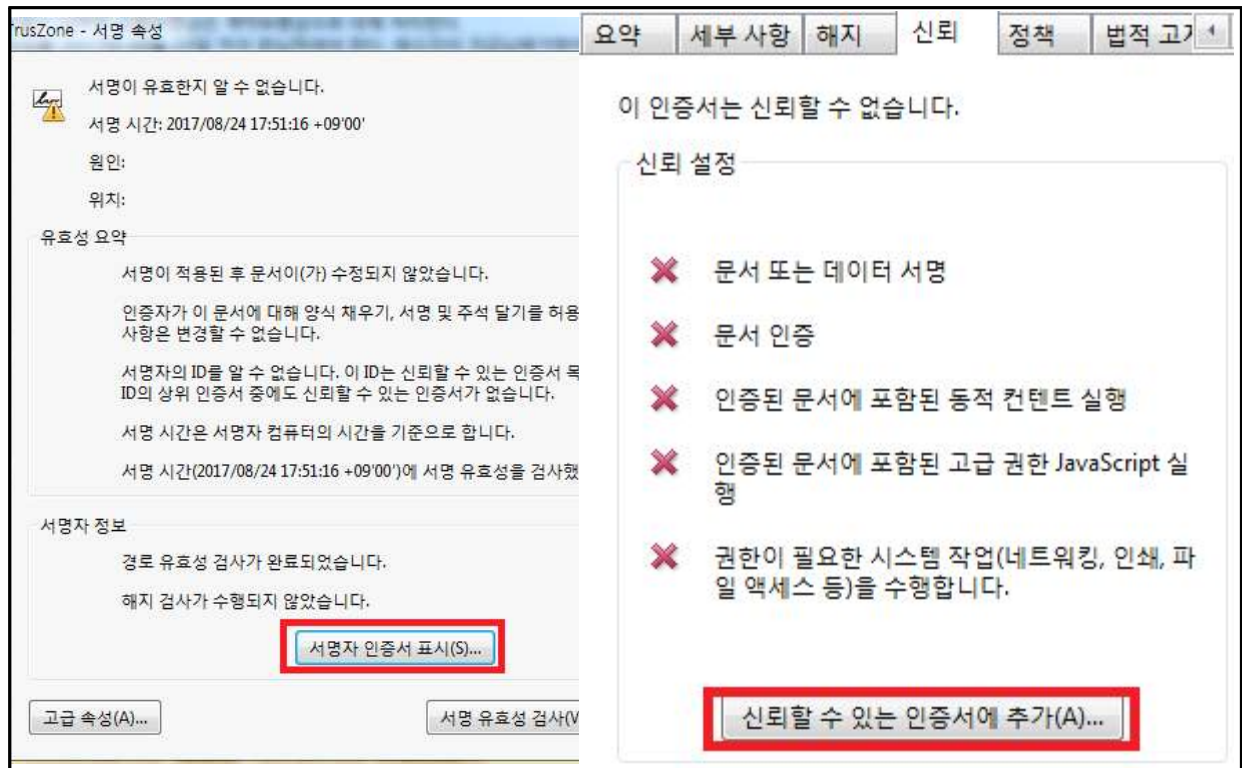 rusZone - 서명 속성
서명이 유효한지 알 수 없습니다.
서명 시간: 2017/08/24 17:51:16 +09'00'
원인:
위치:
유효성 요약
서명이 적용된 후 문서이(가) 수정되지 않았습니다.
인증자가 이 문서에 대해 양식 채우기, 서명 및 주석 달기를 허용
사항은 변경할 수 없습니다.
서명자의 ID를 알 수 없습니다. 이 ID는 신뢰할 수 있는 인증서 목
ID의 상위 인증서 중에도 신뢰할 수 있는 인증서가 없습니다.
서명 시간은 서명자 컴퓨터의 시간을 기준으로 합니다.
서명 시간(2017/08/24 17:51:16 +09'00')에 서명 유효성을 검사했
서명자 정보
경로 유효성 검사가 완료되었습니다.
해지 검사가 수행되지 않았습니다.
서명자 인증서 표시(S)...
고급 속성(A)...
서명 유효성 검사(V
요약 세부 사항 해지 신뢰 정책 법적 고지
이 인증서는 신뢰할 수 없습니다.
신뢰 설정
문서 또는 데이터 서명
문서 인증
인증된 문서에 포함된 동적 컨텐트 실행
인증된 문서에 포함된 고급 권한 JavaScript 실
행
권한이 필요한 시스템 작업(네트워킹, 인쇄, 파
일 액세스 등)을 수행합니다.
신뢰할 수 있는 인증서에 추가(A)...